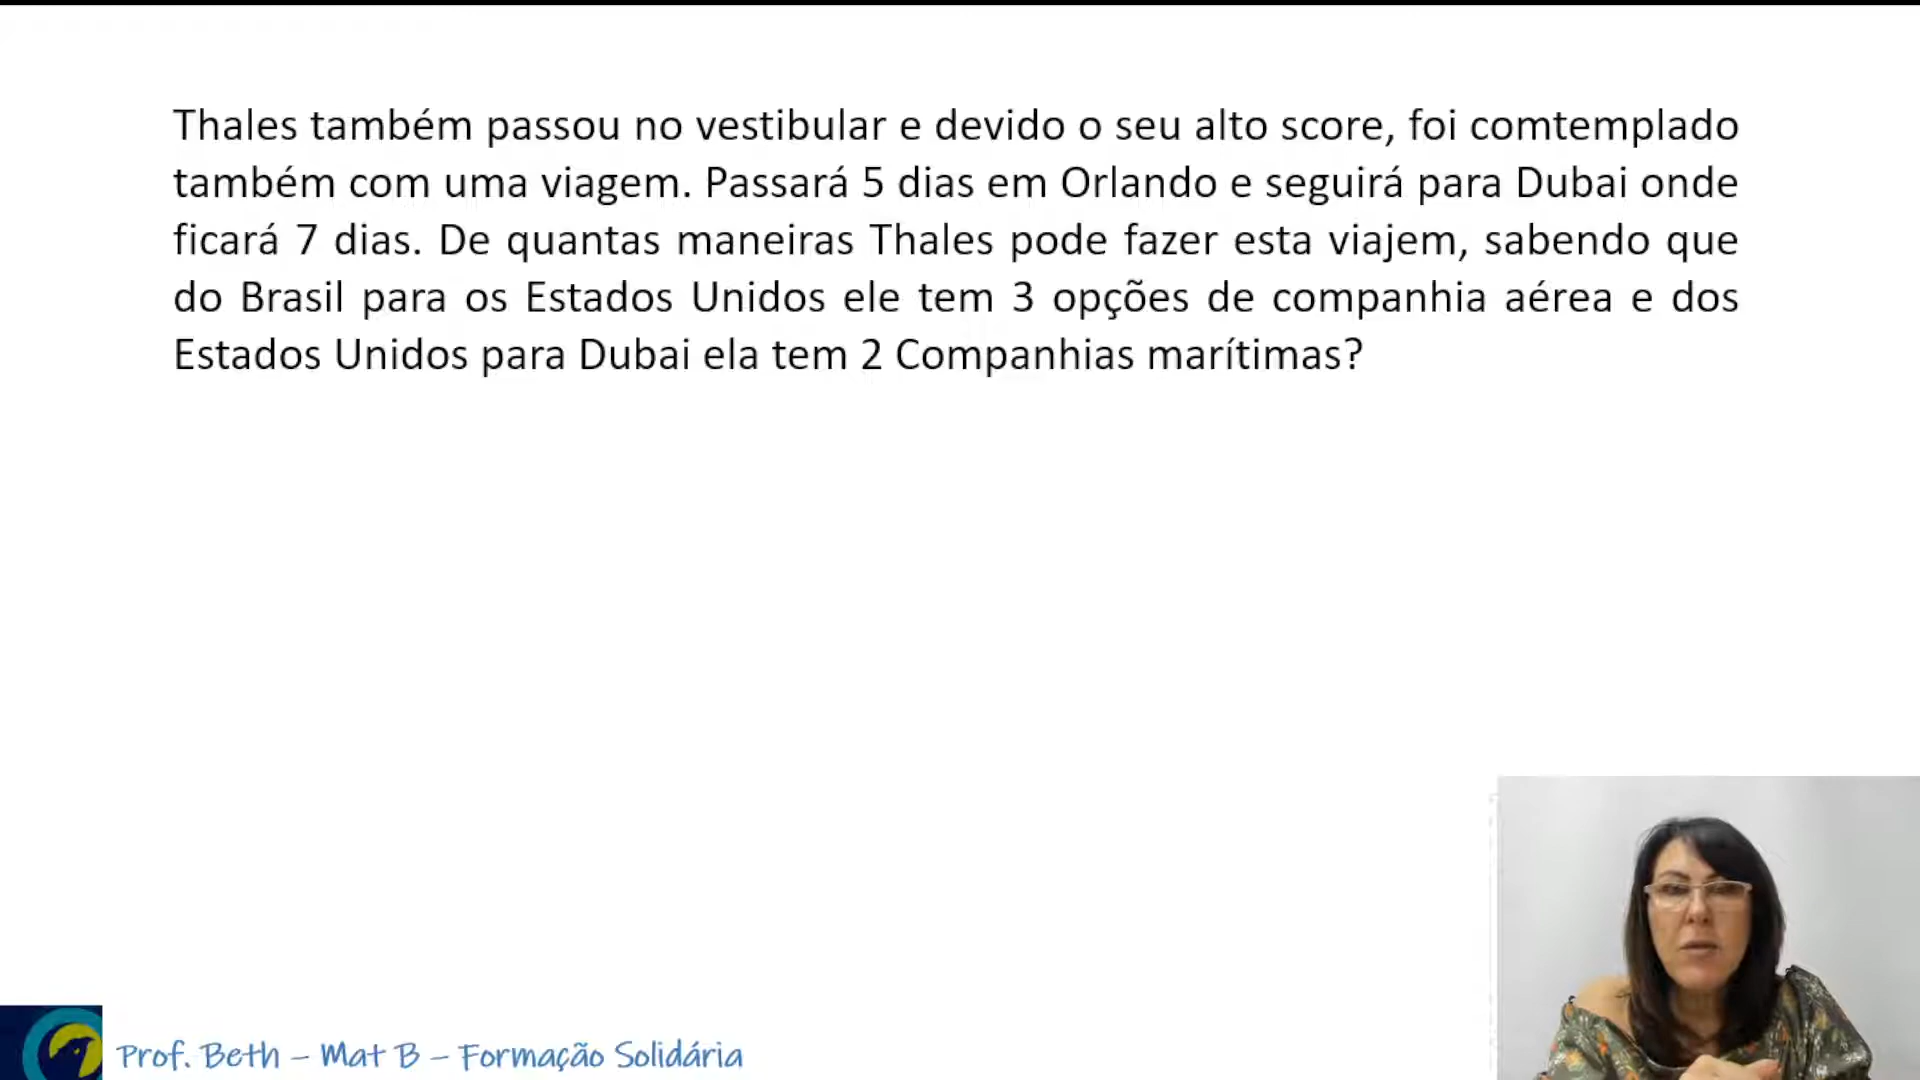 Thales também passou no vestibular e devido o seu alto score, foi comtemplado
também com uma viagem. Passará 5 dias em Orlando e seguirá para Dubai onde
ficará 7 dias. De quantas maneiras Thales pode fazer esta viajem, sabendo que
do Brasil para os Estados Unidos ele tem 3 opções de companhia aérea e dos
Estados Unidos para Dubai ela tem 2 Companhias marítimas?
Prof. Beth – Mat B – Formação Solidária